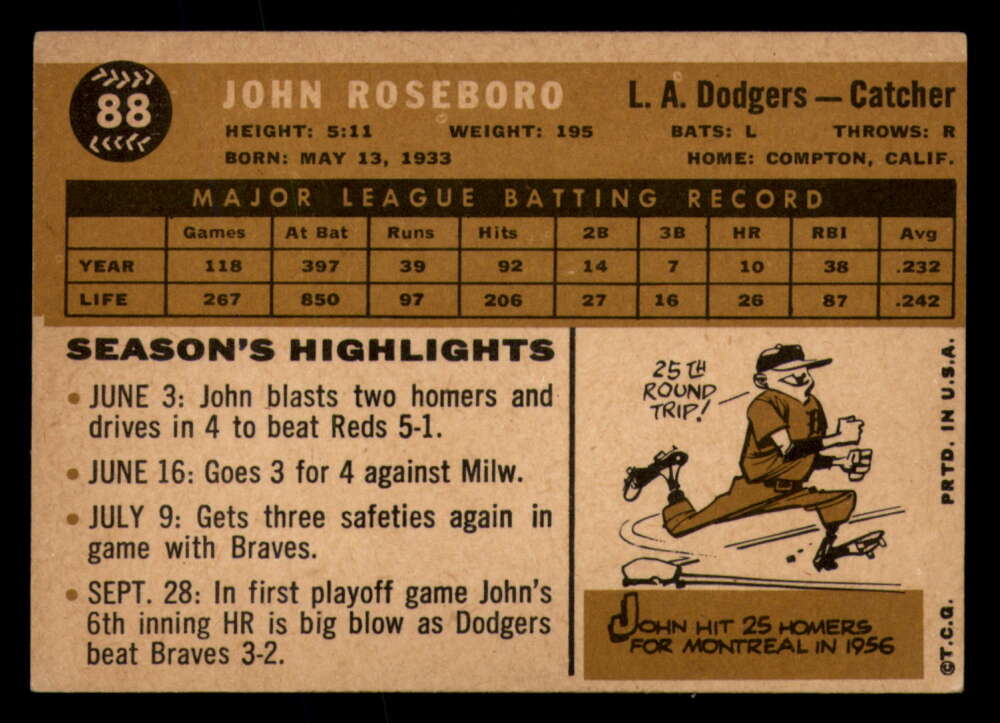 88
JOHN ROSEBORO
L. A. Dodgers — Catcher
HEIGHT: 5:11 WEIGHT: 195 BATS: L THROWS: R
BORN: MAY 13, 1933 HOME: COMPTON, CALIF.
MAJOR LEAGUE BATTING RECORD
Games At Bat Runs Hits 2B 3B HR RBI Avg
YEAR 118 397 39 92 14 7 10 38 .232
LIFE 267 850 97 206 27 16 26 87 .242
SEASON'S HIGHLIGHTS
• JUNE 3: John blasts two homers and
drives in 4 to beat Reds 5-1.
• JUNE 16: Goes 3 for 4 against Milw.
• JULY 9: Gets three safeties again in
game with Braves.
• SEPT. 28: In first playoff game John's
6th inning HR is big blow as Dodgers
beat Braves 3-2.
25TH
ROUND
TRIP!
JOHN HIT 25 HOMERS
FOR MONTREAL IN 1956
©T.C.G. PRTD. IN U.S.A.